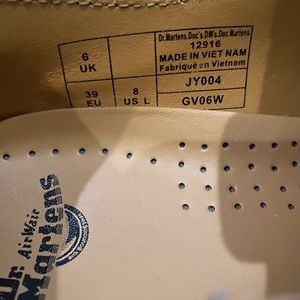 Dr.Martens.Doc's.DM's.Doc Martens
12916
MADE IN VIET NAM
Fabriqué en Vietnam
6
UK
39
EU
8
US L
JY004
GV06W
Dr.
AirWair
Martens